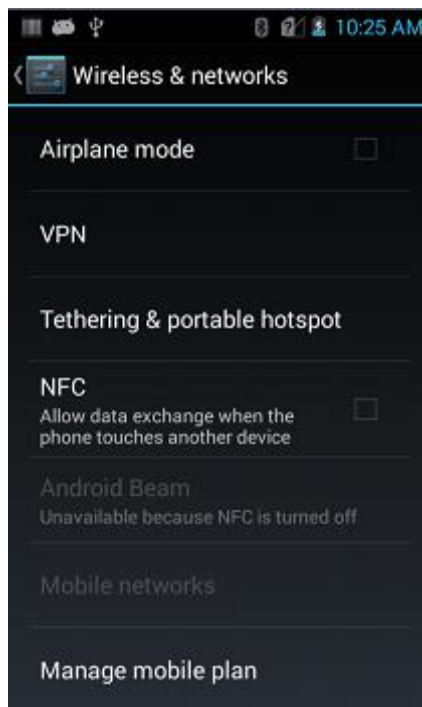 10:25 AM
Wireless & networks
Airplane mode
VPN
Tethering & portable hotspot
NFC
Allow data exchange when the
phone touches another device
Android Beam
Unavailable because NFC is turned off
Mobile networks
Manage mobile plan